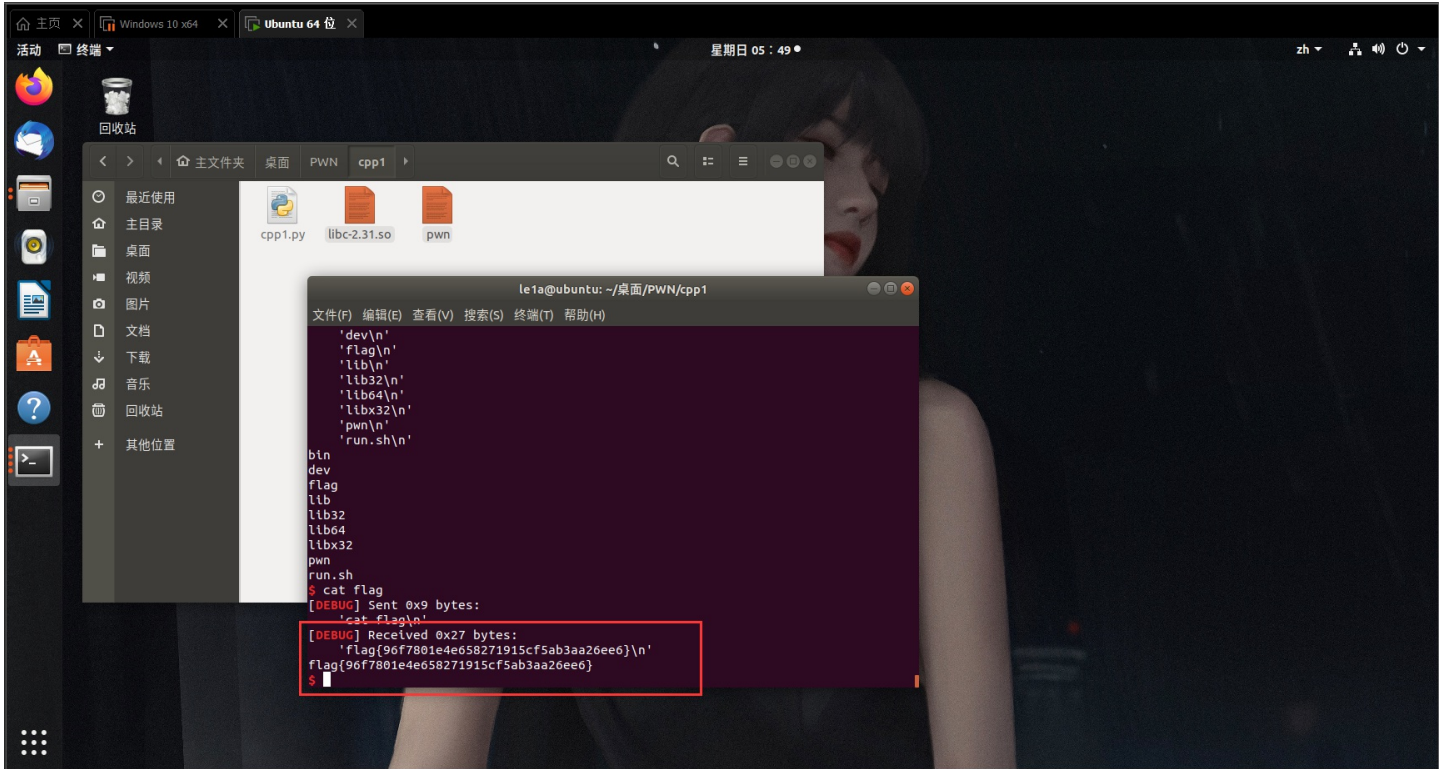 主页
Windows 10 x64
Ubuntu 64 位
活动
终端
星期日 05：49
zh
回收站
主文件夹
桌面
PWN
cpp1
最近使用
主目录
桌面
视频
图片
文档
下载
音乐
回收站
其他位置
cpp1.py
libc-2.31.so
pwn
le1a@ubuntu: ~/桌面/PWN/cpp1
文件(F) 编辑(E) 查看(V) 搜索(S) 终端(T) 帮助(H)
'dev\n'
'flag\n'
'lib\n'
'lib32\n'
'lib64\n'
'libx32\n'
'pwn\n'
'run.sh\n'
bin
dev
flag
lib
lib32
lib64
libx32
pwn
run.sh
$ cat flag
[DEBUG] Sent 0x9 bytes:
'cat flag\n'
[DEBUG] Received 0x27 bytes:
'flag{96f7801e4e658271915cf5ab3aa26ee6}\n'
flag{96f7801e4e658271915cf5ab3aa26ee6}
$